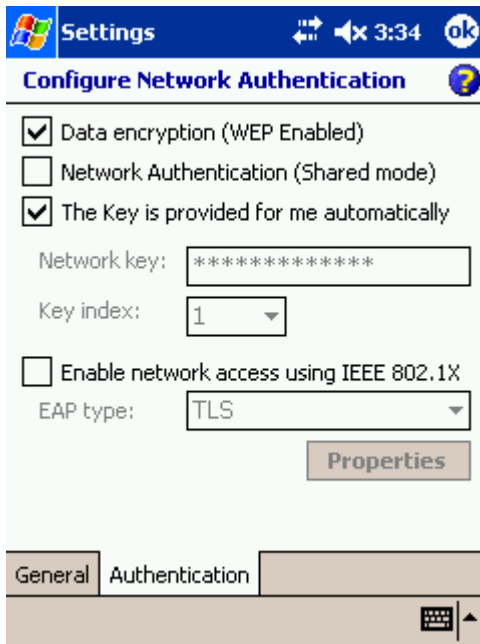 Settings 3:34 ok
Configure Network Authentication ?
Data encryption (WEP Enabled)
Network Authentication (Shared mode)
The Key is provided for me automatically
Network key: *************
Key index: 1
Enable network access using IEEE 802.1X
EAP type: TLS
Properties
General Authentication